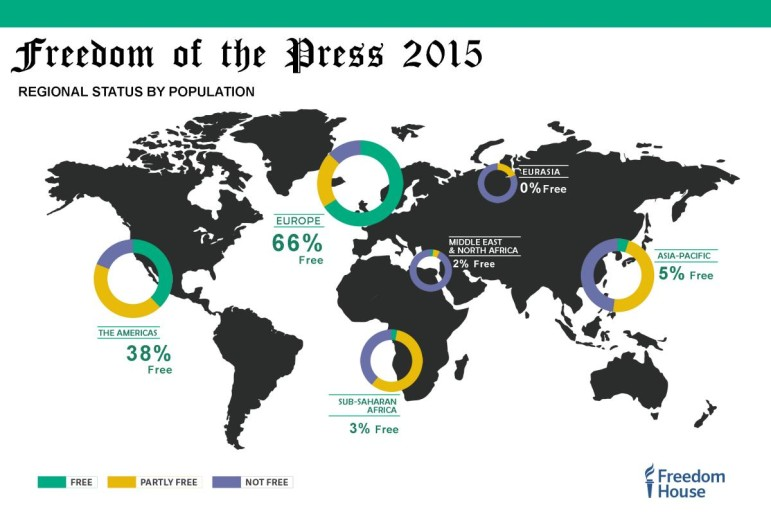 Freedom of the Press 2015
REGIONAL STATUS BY POPULATION
EURASIA
0% Free
EUROPE
66%
Free
MIDDLE EAST
& NORTH AFRICA
2% Free
ASIA-PACIFIC
5% Free
THE AMERICAS
38%
Free
SUB-SAHARAN
AFRICA
3% Free
FREE
PARTLY FREE
NOT FREE
Freedom
House